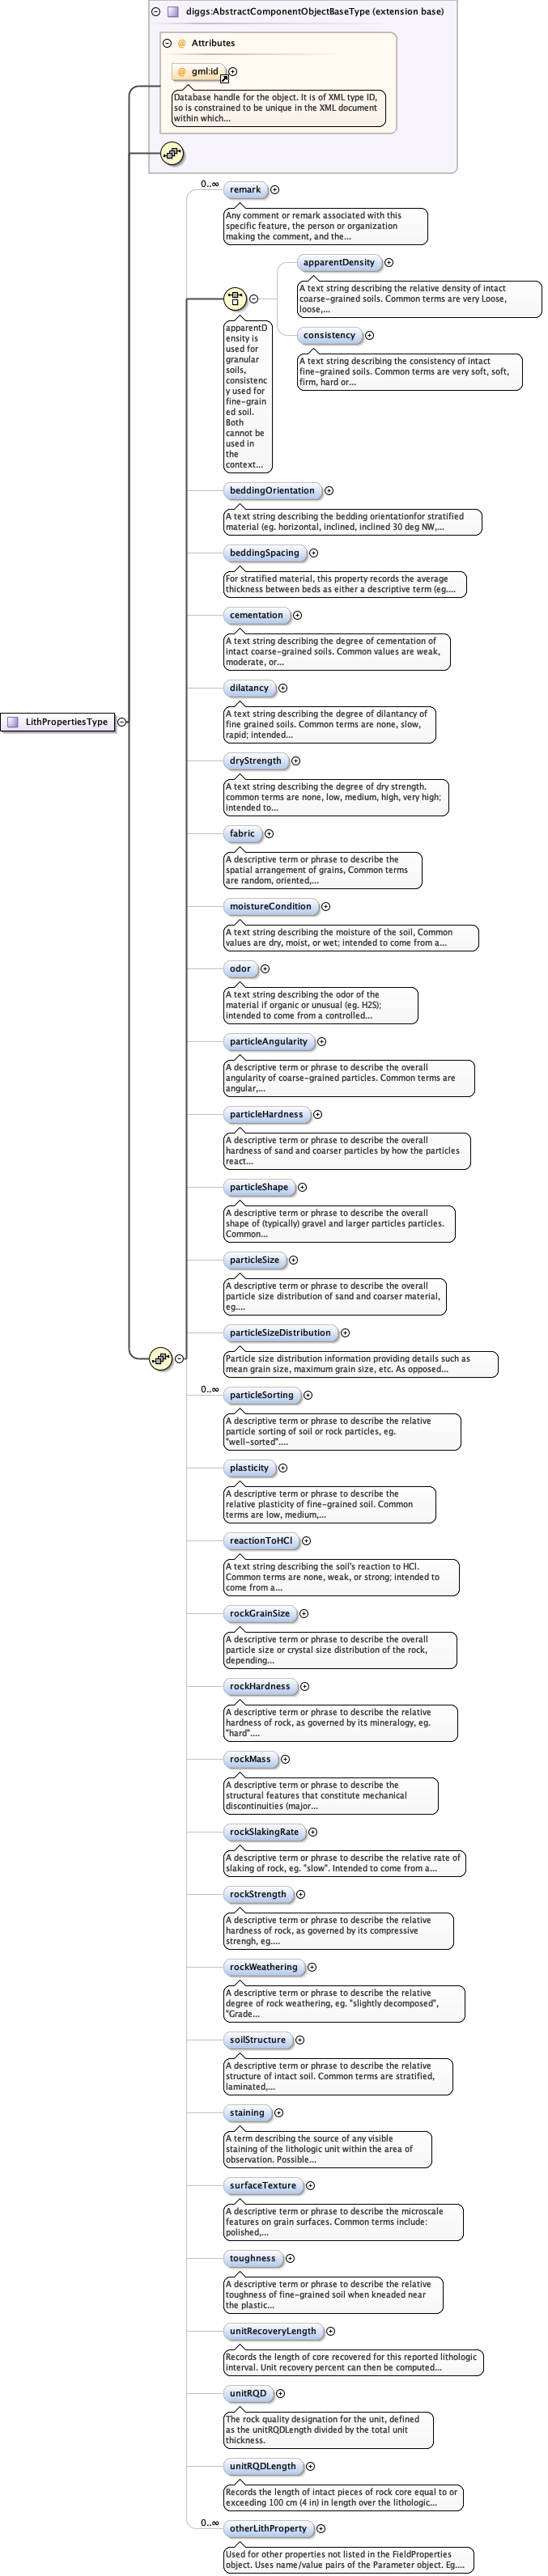 diggs:AbstractComponentObjectBaseType (extension base)
@ Attributes
@ gml:id
Database handle for the object. It is of XML type ID,
so is constrained to be unique in the XML document
within which...
0..∞
remark
Any comment or remark associated with this
specific feature, the person or organization
making the comment, and the...
apparentDensity
A text string describing the relative density of intact
coarse-grained soils. Common terms are very Loose,
loose,...
consistency
A text string describing the consistency of intact
fine-grained soils. Common terms are very soft, soft,
firm, hard or...
apparentD
ensity is
used for
granular
soils,
consistenc
y used for
fine-grain
ed soil.
Both
cannot be
used in
the
context...
beddingOrientation
A text string describing the bedding orientationfor stratified
material (eg. horizontal, inclined, inclined 30 deg NW,...
beddingSpacing
For stratified material, this property records the average
thickness between beds as either a descriptive term (eg....
cementation
A text string describing the degree of cementation of
intact coarse-grained soils. Common values are weak,
moderate, or...
dilatancy
A text string describing the degree of dilantancy of
fine grained soils. Common terms are none, slow,
rapid; intended...
LithPropertiesType
dryStrength
A text string describing the degree of dry strength.
common terms are none, low, medium, high, very high;
intended to...
fabric
A descriptive term or phrase to describe the
spatial arrangement of grains, Common terms
are random, oriented,...
moistureCondition
A text string describing the moisture of the soil, Common
values are dry, moist, or wet; intended to come from a...
odor
A text string describing the odor of the
material if organic or unusual (eg. H2S);
intended to come from a controlled...
particleAngularity
A descriptive term or phrase to describe the overall
angularity of coarse-grained particles. Common terms are
angular,...
particleHardness
A descriptive term or phrase to describe the overall
hardness of sand and coarser particles by how the particles
react...
particleShape
A descriptive term or phrase to describe the overall
shape of (typically) gravel and larger particles particles.
Common...
particleSize
A descriptive term or phrase to describe the overall
particle size distribution of sand and coarser material,
eg....
particleSizeDistribution
Particle size distribution information providing details such as
mean grain size, maximum grain size, etc. As opposed...
0..∞
particleSorting
A descriptive term or phrase to describe the relative
particle sorting of soil or rock particles, eg.
"well-sorted"....
plasticity
A descriptive term or phrase to describe the
relative plasticity of fine-grained soil. Common
terms are low, medium,...
reactionToHCl
A text string describing the soil's reaction to HCl.
Common terms are none, weak, or strong; intended to
come from a...
rockGrainSize
A descriptive term or phrase to describe the overall
particle size or crystal size distribution of the rock,
depending...
rockHardness
A descriptive term or phrase to describe the relative
hardness of rock, as governed by its mineralogy, eg.
"hard"....
rockMass
A descriptive term or phrase to describe the
structural features that constitute mechanical
discontinuities (major...
rockSlakingRate
A descriptive term or phrase to describe the relative rate of
slaking of rock, eg. "slow". Intended to come from a...
rockStrength
A descriptive term or phrase to describe the relative
hardness of rock, as governed by its compressive
strengh, eg....
rockWeathering
A descriptive term or phrase to describe the relative
degree of rock weathering, eg. "slightly decomposed",
"Grade...
soilStructure
A descriptive term or phrase to describe the relative
structure of intact soil. Common terms are stratified,
laminated,...
staining
A term describing the source of any visible
staining of the lithologic unit within the area of
observation. Possible...
surfaceTexture
A descriptive term or phrase to describe the microscale
features on grain surfaces. Common terms include:
polished,...
toughness
A descriptive term or phrase to describe the relative
toughness of fine-grained soil when kneaded near
the plastic...
unitRecoveryLength
Records the length of core recovered for this reported lithologic
interval. Unit recovery percent can then be computed...
unitRQD
The rock quality designation for the unit, defined
as the unitRQDLength divided by the total unit
thickness.
unitRQDLength
Records the length of intact pieces of rock core equal to or
exceeding 100 cm (4 in) in length over the lithologic...
0..∞
otherLithProperty
Used for other properties not listed in the FieldProperties
object. Uses name/value pairs of the Parameter object. Eg....